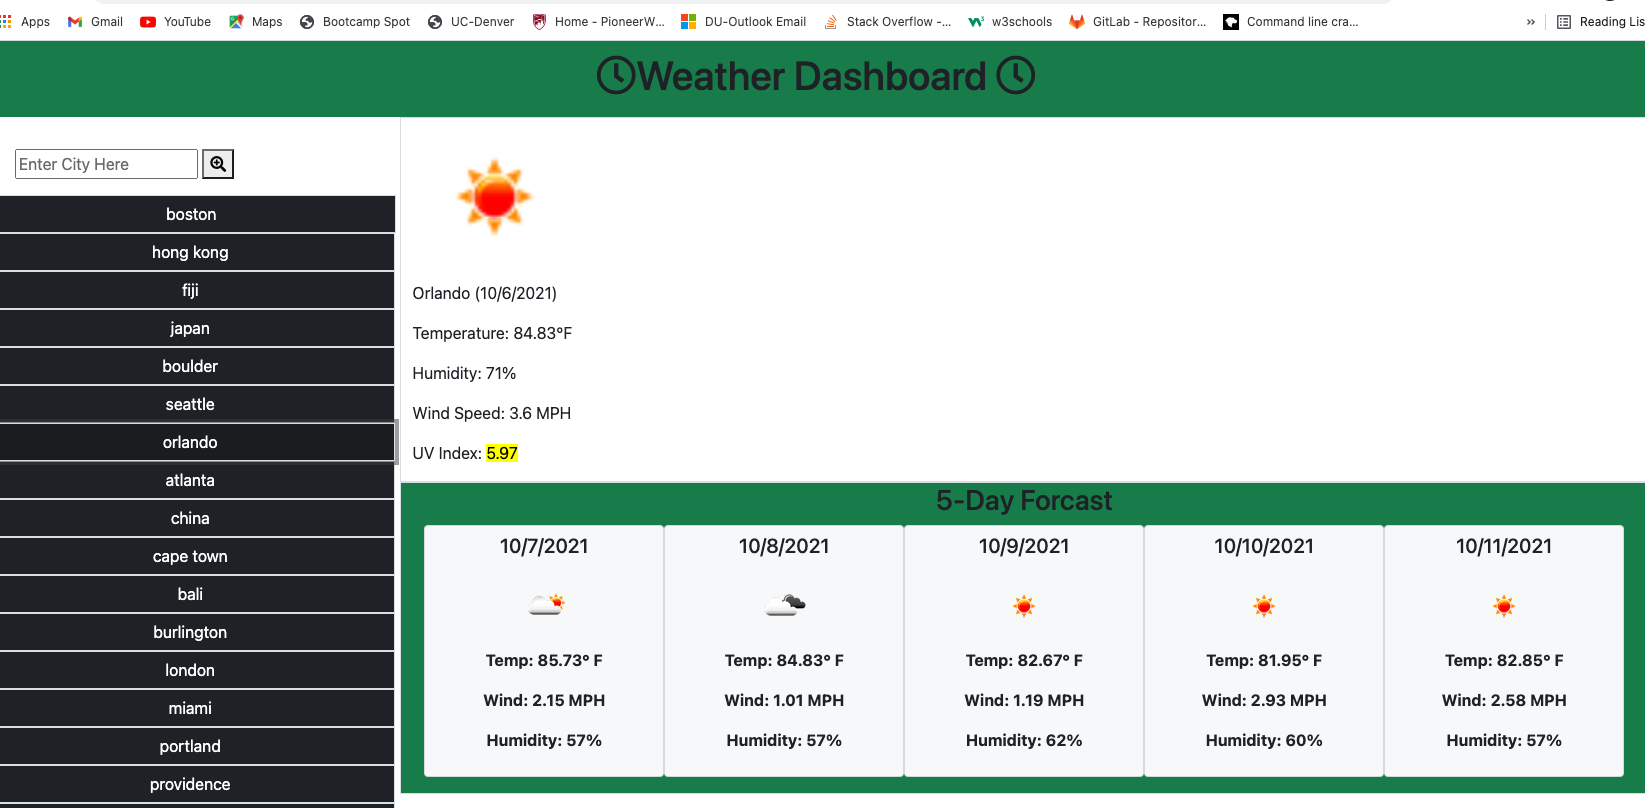 Apps Gmail YouTube Maps Bootcamp Spot UC-Denver Home - PioneerW... DU-Outlook Email Stack Overflow -... w3schools GitLab - Repositor... Command line cra... » Reading Lis
Weather Dashboard
Enter City Here
boston
hong kong
fiji
japan
boulder
seattle
orlando
atlanta
china
cape town
bali
burlington
london
miami
portland
providence
Orlando (10/6/2021)
Temperature: 84.83°F
Humidity: 71%
Wind Speed: 3.6 MPH
UV Index: 5.97
5-Day Forcast
10/7/2021
Temp: 85.73° F
Wind: 2.15 MPH
Humidity: 57%
10/8/2021
Temp: 84.83° F
Wind: 1.01 MPH
Humidity: 57%
10/9/2021
Temp: 82.67° F
Wind: 1.19 MPH
Humidity: 62%
10/10/2021
Temp: 81.95° F
Wind: 2.93 MPH
Humidity: 60%
10/11/2021
Temp: 82.85° F
Wind: 2.58 MPH
Humidity: 57%